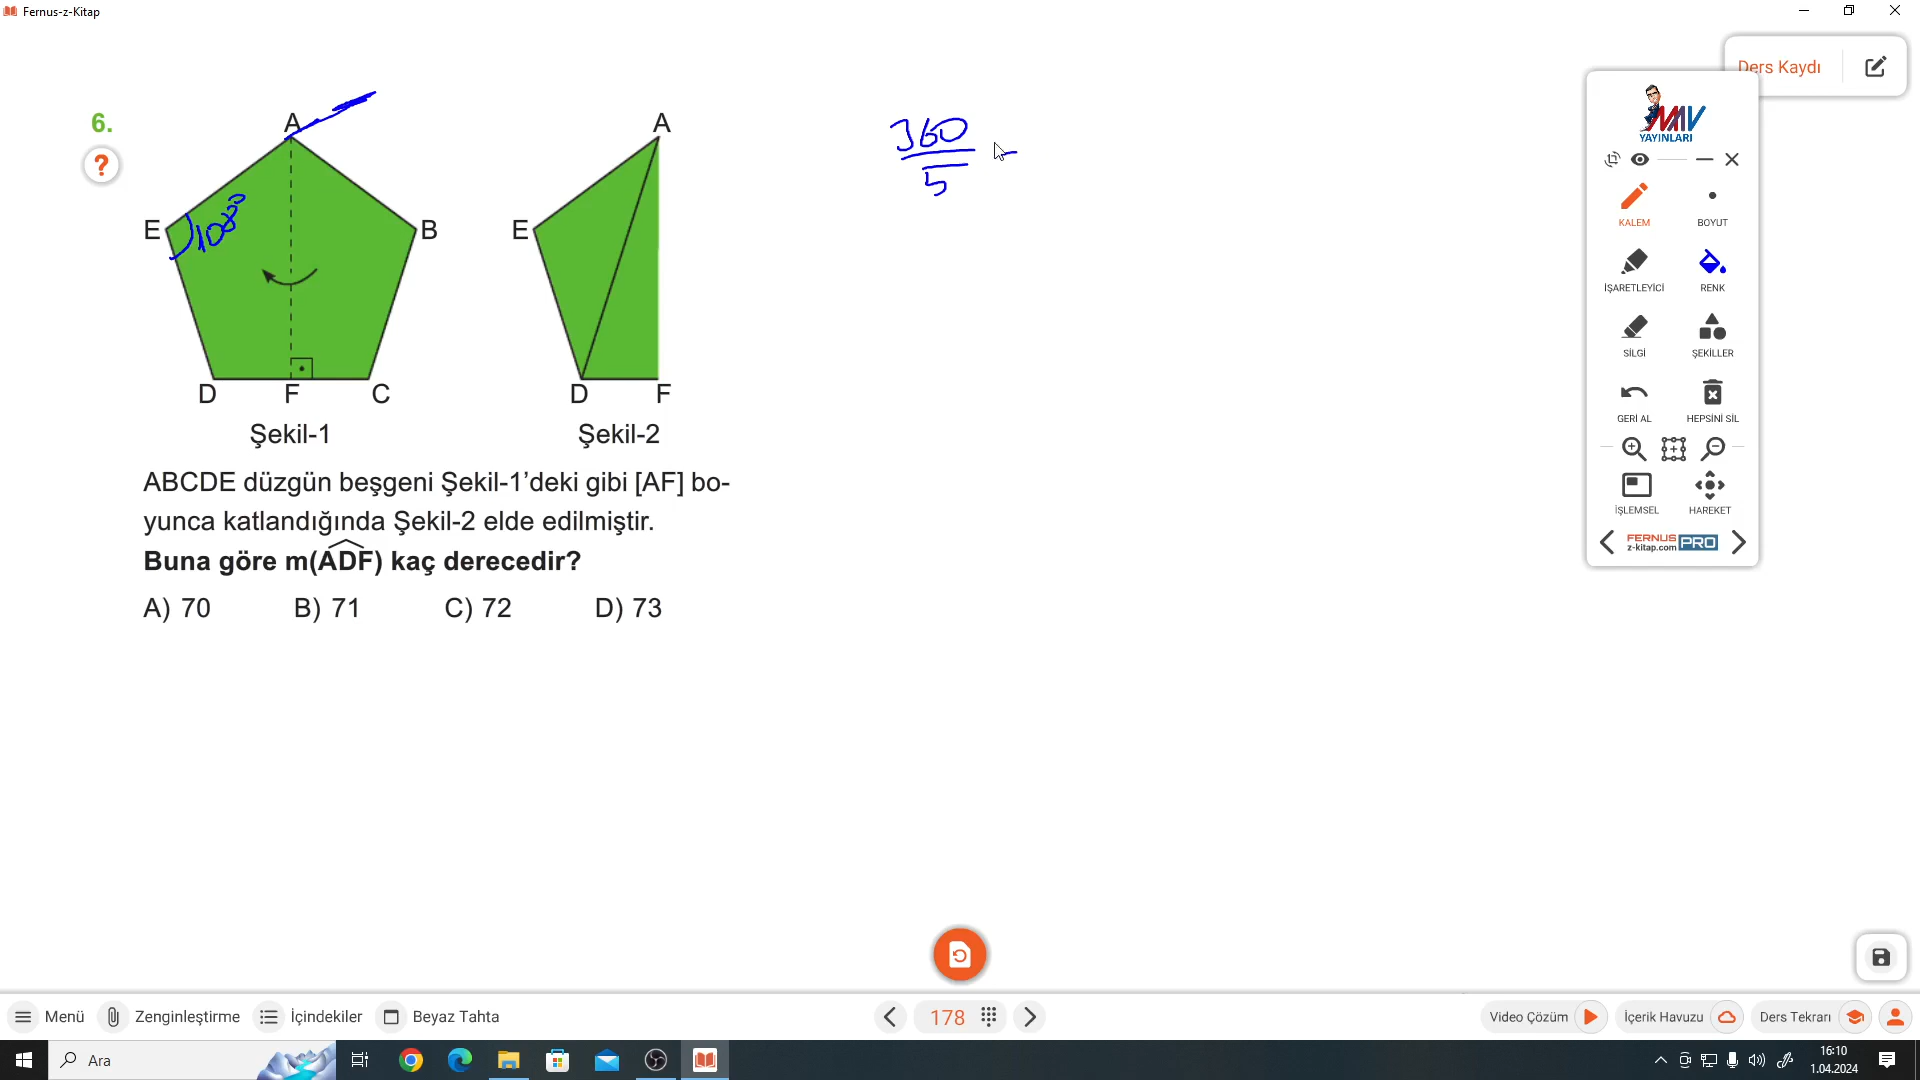 Fernus-z-Kitap
Ders Kaydı
6.
?
A
E
B
D
F
C
Şekil-1
108°
A
E
D
F
Şekil-2
360
5
ABCDE düzgün beşgeni Şekil-1’deki gibi [AF] bo-
yunca katlandığında Şekil-2 elde edilmiştir.
Buna göre m(ADF) kaç derecedir?
A) 70 B) 71 C) 72 D) 73
MMV
YAYINLARI
KALEM BOYUT
İŞARETLEYİCİ RENK
SİLGİ ŞEKİLLER
GERİ AL HEPSİNİ SİL
İŞLEMSEL HAREKET
FERNUS
z-kitap.com PRO
Menü Zenginleştirme İçindekiler Beyaz Tahta 178 Video Çözüm İçerik Havuzu Ders Tekrarı
Ara
16:10
1.04.2024